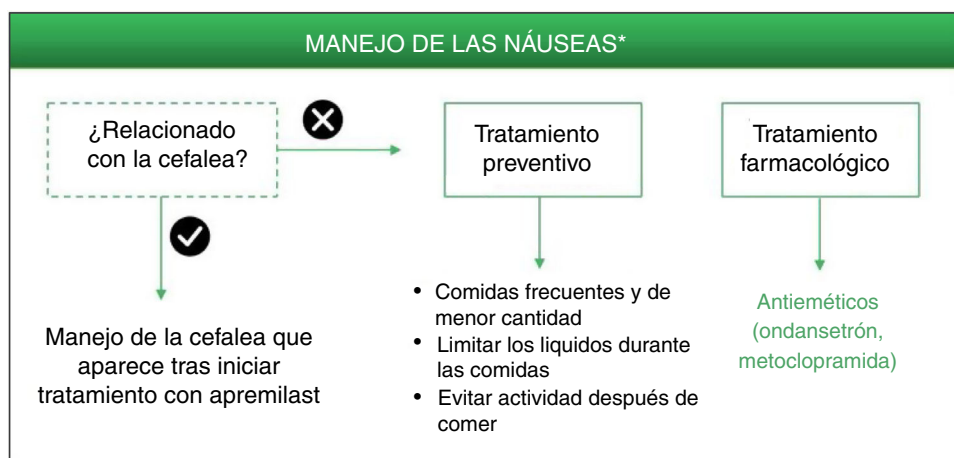 MANEJO DE LAS NÁUSEAS*
¿Relacionado
con la cefalea?
Manejo de la cefalea que
aparece tras iniciar
tratamiento con apremilast
Tratamiento
preventivo
• Comidas frecuentes y de
menor cantidad
• Limitar los liquidos durante
las comidas
• Evitar actividad después de
comer
Tratamiento
farmacológico
Antieméticos
(ondansetrón,
metoclopramida)